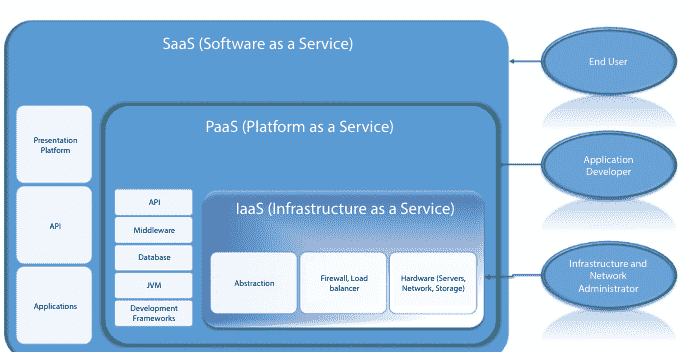 SaaS (Software as a Service)
End User
PaaS (Platform as a Service)
Presentation
Platform
Application
Developer
API
IaaS (Infrastructure as a Service)
API
Middleware
Database
JVM
Development
Frameworks
Abstraction
Firewall, Load
balancer
Hardware (Servers,
Network, Storage)
Infrastructure and
Network
Administrator
Applications